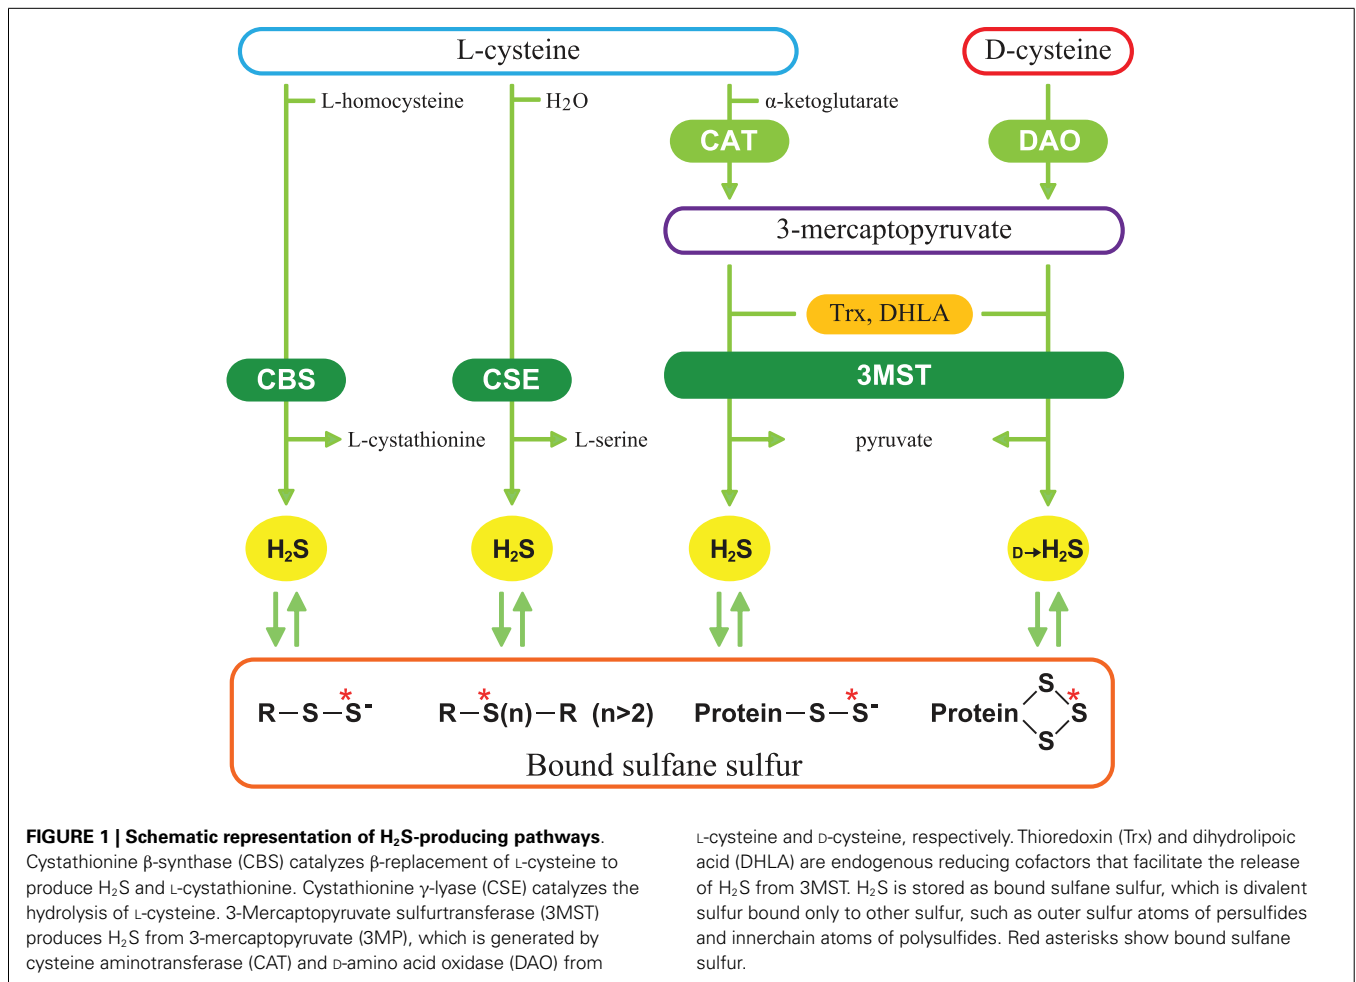 L-cysteine
D-cysteine
L-homocysteine
H2O
α-ketoglutarate
CAT
DAO
3-mercaptopyruvate
Trx, DHLA
CBS
CSE
3MST
L-cystathionine
L-serine
pyruvate
H2S
H2S
H2S
D→H2S
R–S–S*-
R–S*(n)–R (n>2)
Protein–S–S*-
Protein S S* S
Bound sulfane sulfur
FIGURE 1 | Schematic representation of H2S-producing pathways.
Cystathionine β-synthase (CBS) catalyzes β-replacement of L-cysteine to
produce H2S and L-cystathionine. Cystathionine γ-lyase (CSE) catalyzes the
hydrolysis of L-cysteine. 3-Mercaptopyruvate sulfurtransferase (3MST)
produces H2S from 3-mercaptopyruvate (3MP), which is generated by
cysteine aminotransferase (CAT) and D-amino acid oxidase (DAO) from
L-cysteine and D-cysteine, respectively. Thioredoxin (Trx) and dihydrolipoic
acid (DHLA) are endogenous reducing cofactors that facilitate the release
of H2S from 3MST. H2S is stored as bound sulfane sulfur, which is divalent
sulfur bound only to other sulfur, such as outer sulfur atoms of persulfides
and innerchain atoms of polysulfides. Red asterisks show bound sulfane
sulfur.